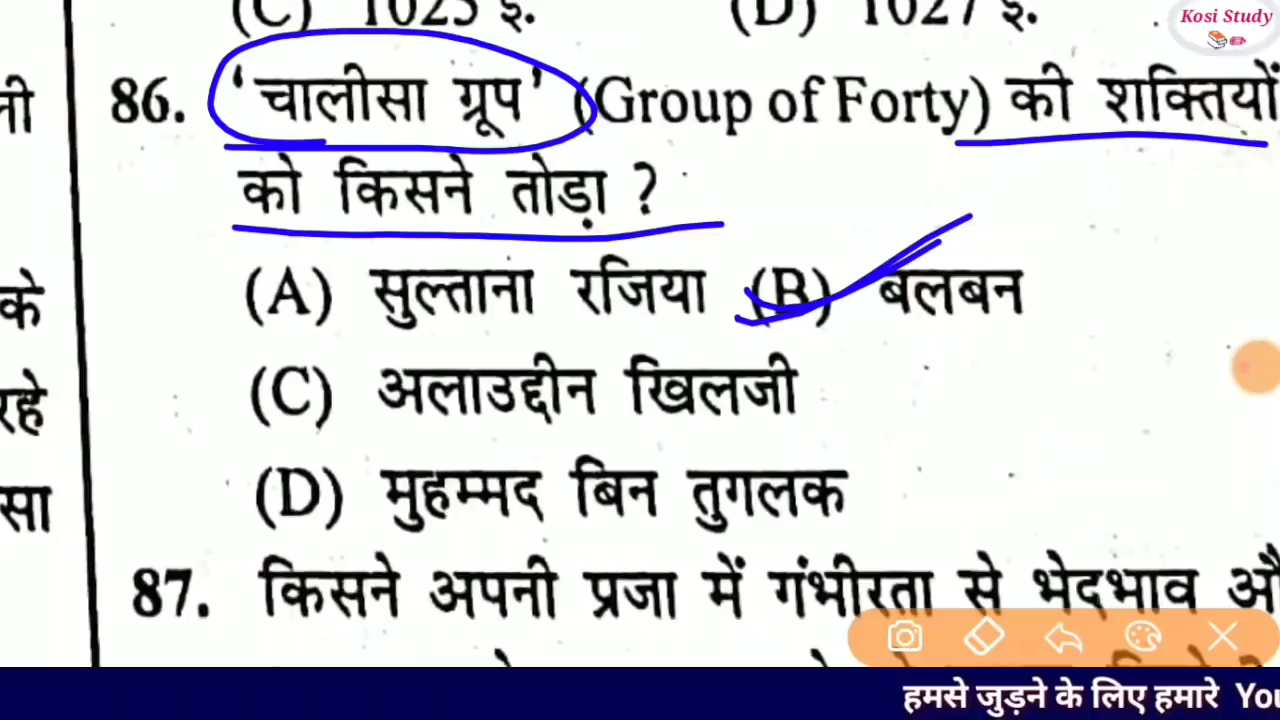 (C) 1025 ई. (D) 1027 ई.
Kosi Study
86. 'चालीसा ग्रूप' (Group of Forty) की शक्तियों
को किसने तोड़ा ?
(A) सुल्ताना रजिया (B) बलबन
के
(C) अलाउद्दीन खिलजी
रहे
(D) मुहम्मद बिन तुगलक
सा
87. किसने अपनी प्रजा में गंभीरता से भेदभाव
हमसे जुड़ने के लिए हमारे You